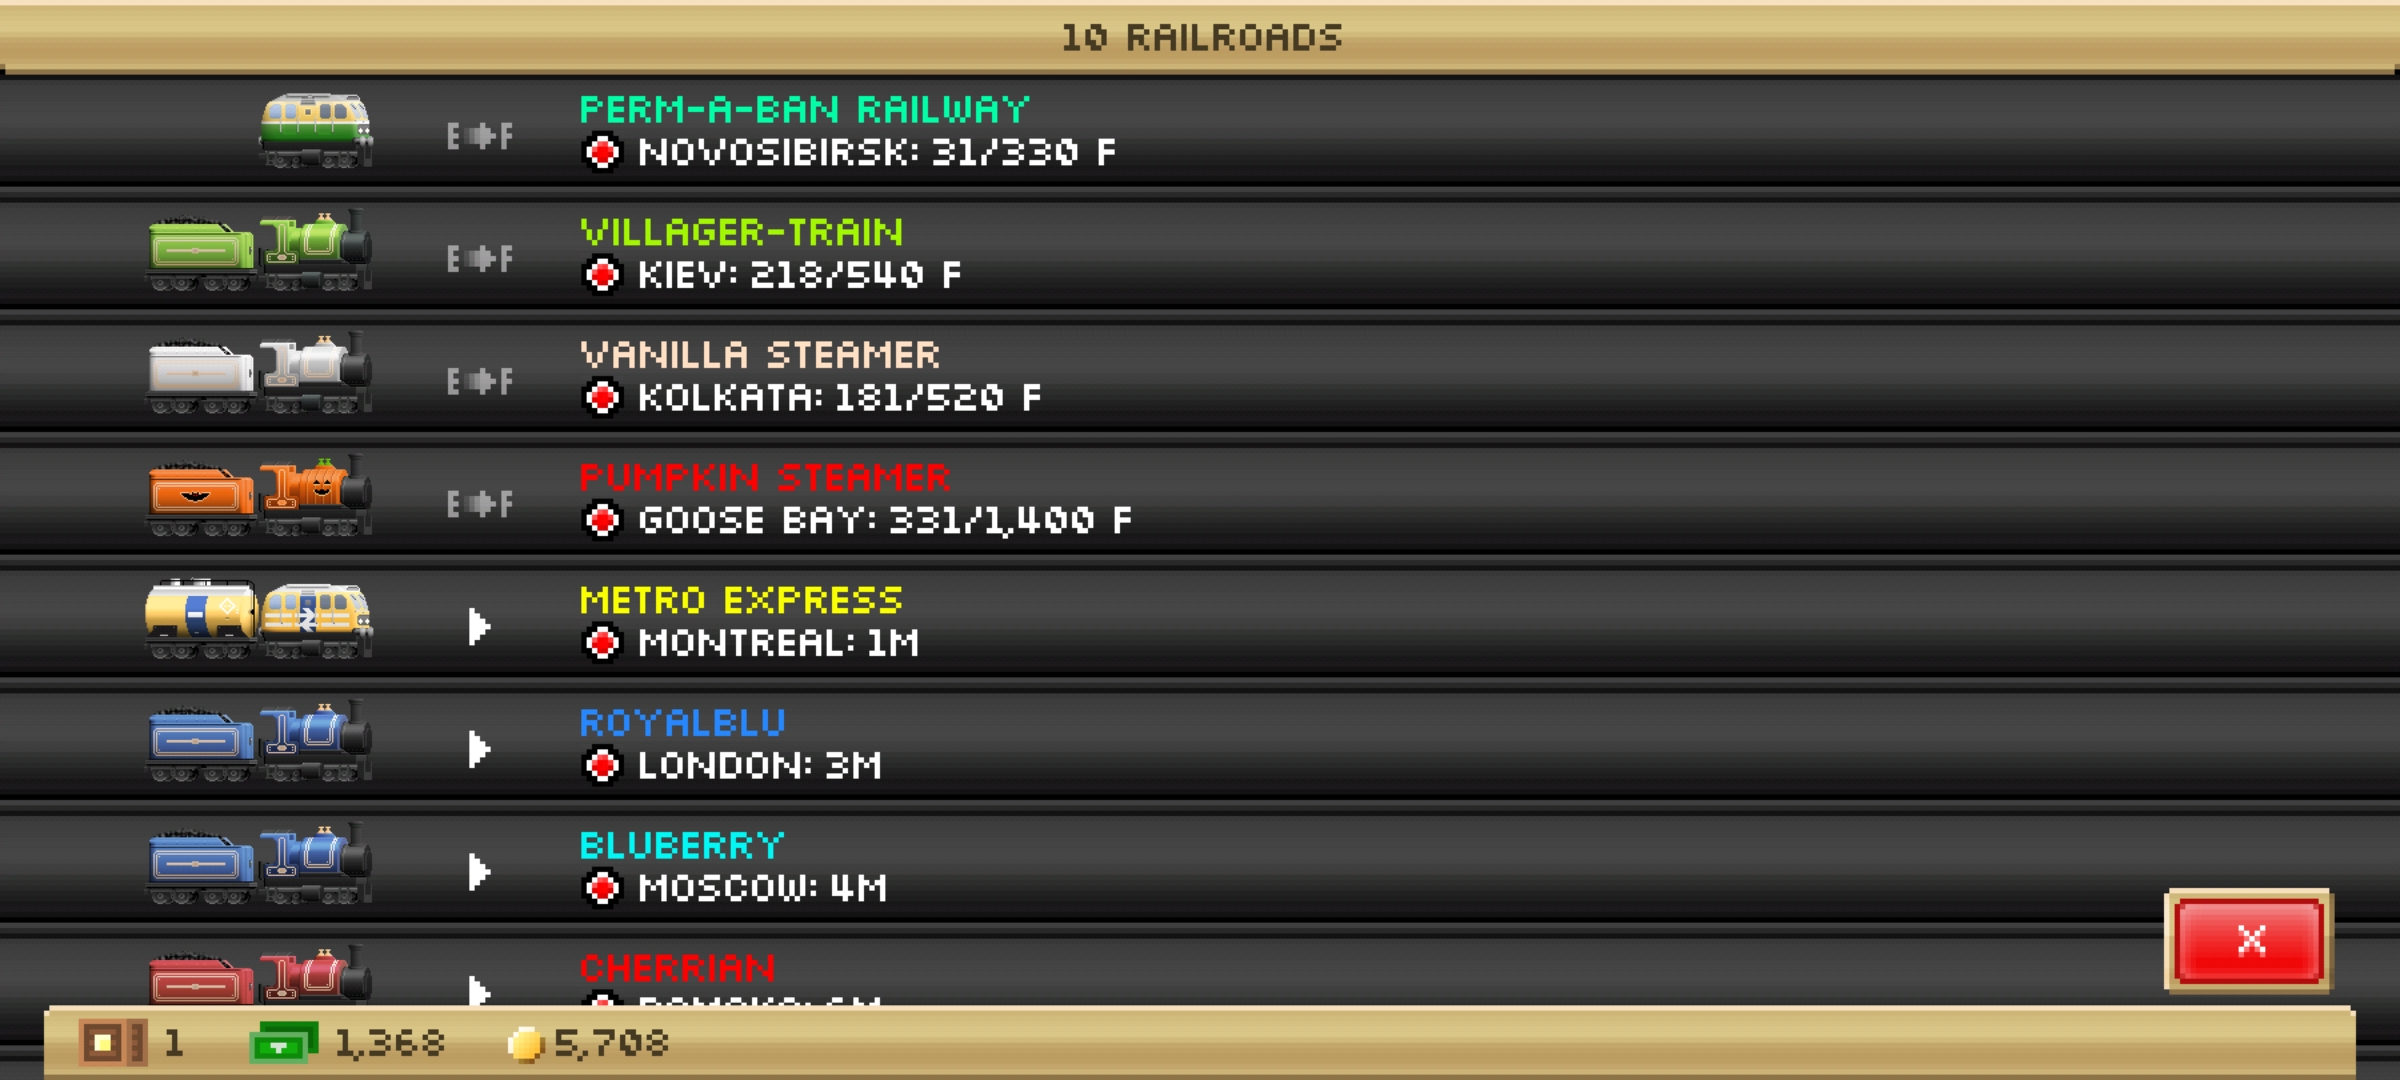 10 RAILROADS
PERM-A-BAN RAILWAY
E F
NOVOSIBIRSK: 31/330 F
VILLAGER-TRAIN
E F
KIEV: 218/540 F
VANILLA STEAMER
E F
KOLKATA: 181/520 F
PUMPKIN STEAMER
E F
GOOSE BAY: 331/1,400 F
METRO EXPRESS
MONTREAL: 1M
ROYALBLU
LONDON: 3M
BLUBERRY
MOSCOW: 4M
CHERRIAN
X
1 1,368 5,708